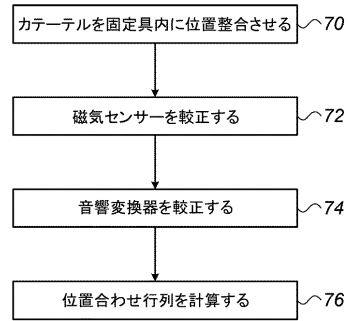 カテーテルを固定具内に位置整合させる 70
磁気センサーを較正する 72
音響変換器を較正する 74
位置合わせ行列を計算する 76